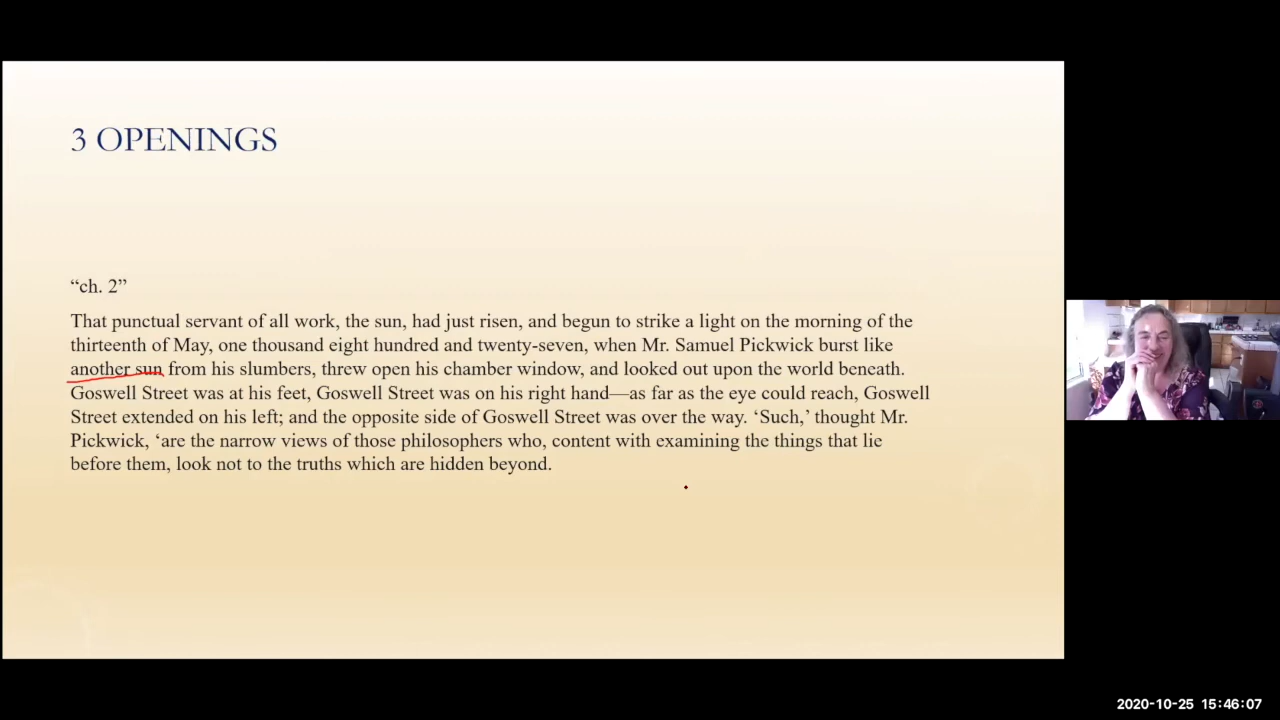 3 OPENINGS
“ch. 2”
That punctual servant of all work, the sun, had just risen, and begun to strike a light on the morning of the
thirteenth of May, one thousand eight hundred and twenty-seven, when Mr. Samuel Pickwick burst like
another sun from his slumbers, threw open his chamber window, and looked out upon the world beneath.
Goswell Street was at his feet, Goswell Street was on his right hand—as far as the eye could reach, Goswell
Street extended on his left; and the opposite side of Goswell Street was over the way. ‘Such,’ thought Mr.
Pickwick, ‘are the narrow views of those philosophers who, content with examining the things that lie
before them, look not to the truths which are hidden beyond.
2020-10-25 15:46:07